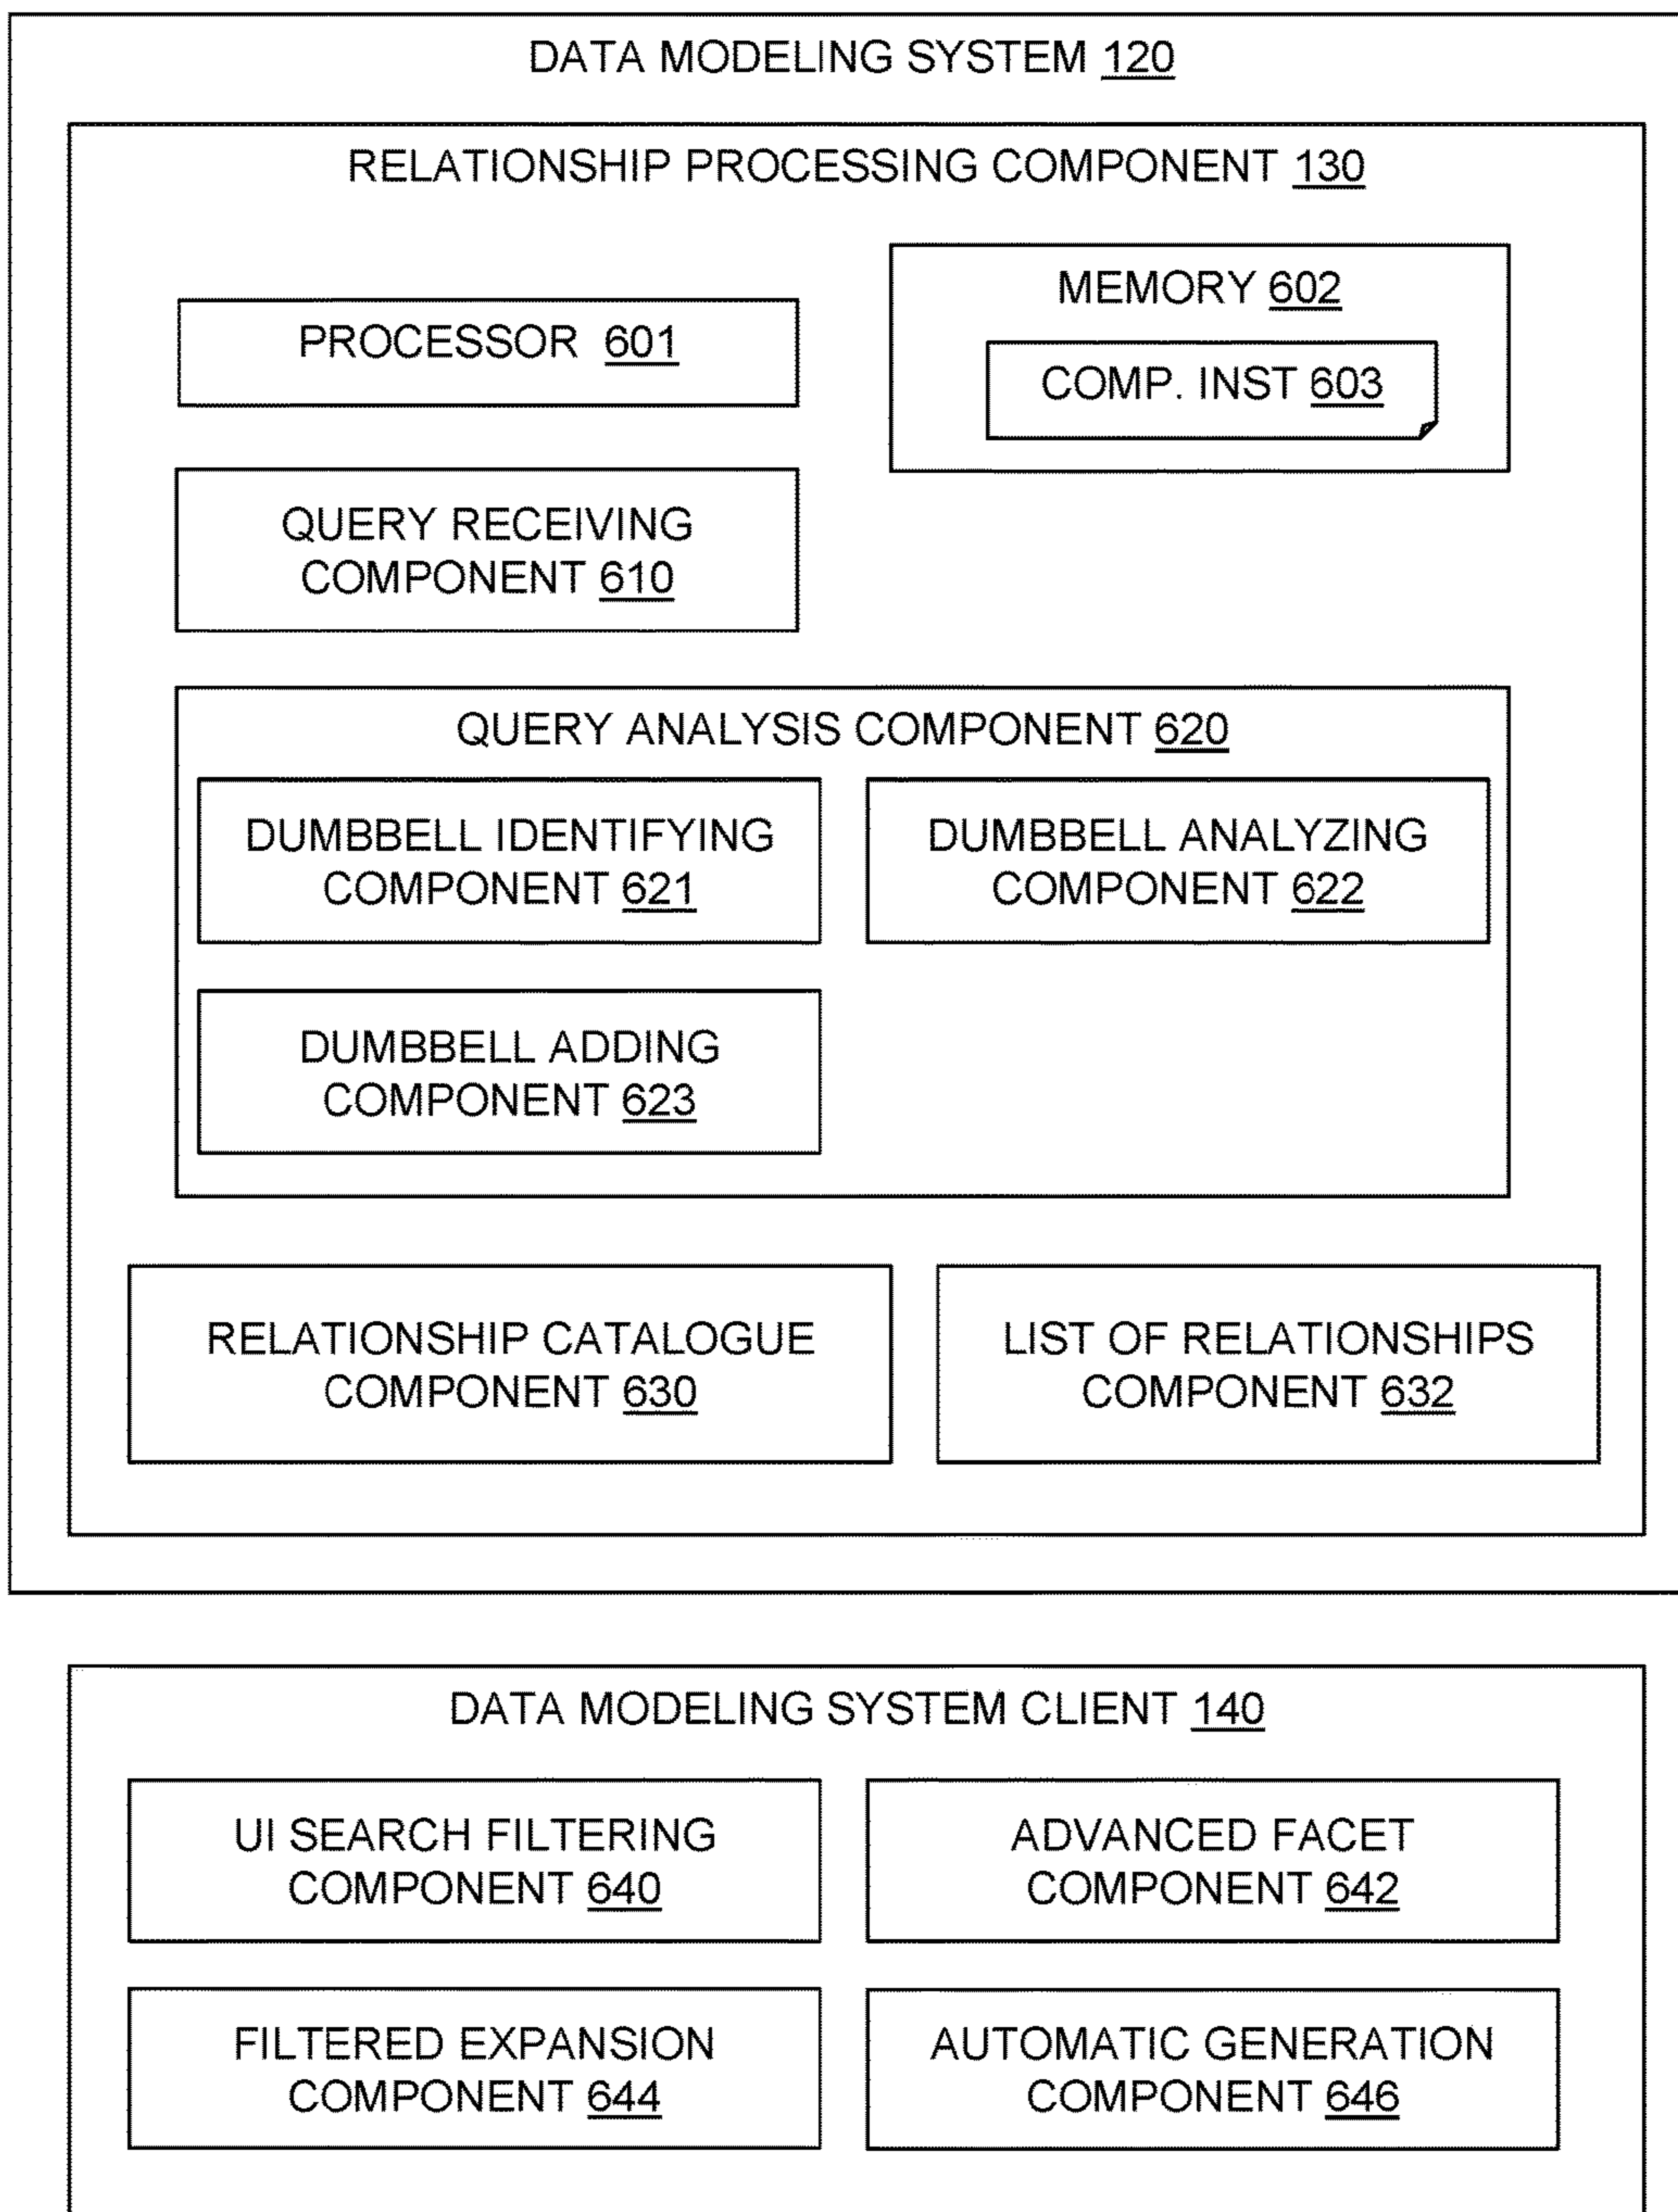 DATA MODELING SYSTEM 120
RELATIONSHIP PROCESSING COMPONENT 130
PROCESSOR 601
MEMORY 602
COMP. INST 603
QUERY RECEIVING
COMPONENT 610
QUERY ANALYSIS COMPONENT 620
DUMBBELL IDENTIFYING
COMPONENT 621
DUMBBELL ANALYZING
COMPONENT 622
DUMBBELL ADDING
COMPONENT 623
RELATIONSHIP CATALOGUE
COMPONENT 630
LIST OF RELATIONSHIPS
COMPONENT 632
DATA MODELING SYSTEM CLIENT 140
UI SEARCH FILTERING
COMPONENT 640
ADVANCED FACET
COMPONENT 642
FILTERED EXPANSION
COMPONENT 644
AUTOMATIC GENERATION
COMPONENT 646